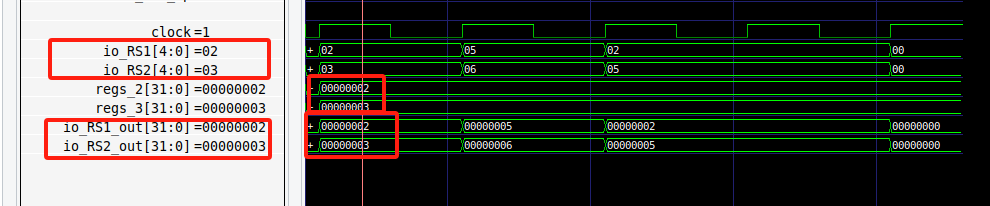 clock=1
io_RS1[4:0]=02 + 02 05 02 00
io_RS2[4:0]=03 + 03 06 05 00
regs_2[31:0]=00000002 00000002
regs_3[31:0]=00000003 00000003
io_RS1_out[31:0]=00000002 + 00000002 00000005 00000002 00000000
io_RS2_out[31:0]=00000003 + 00000003 00000006 00000005 00000000